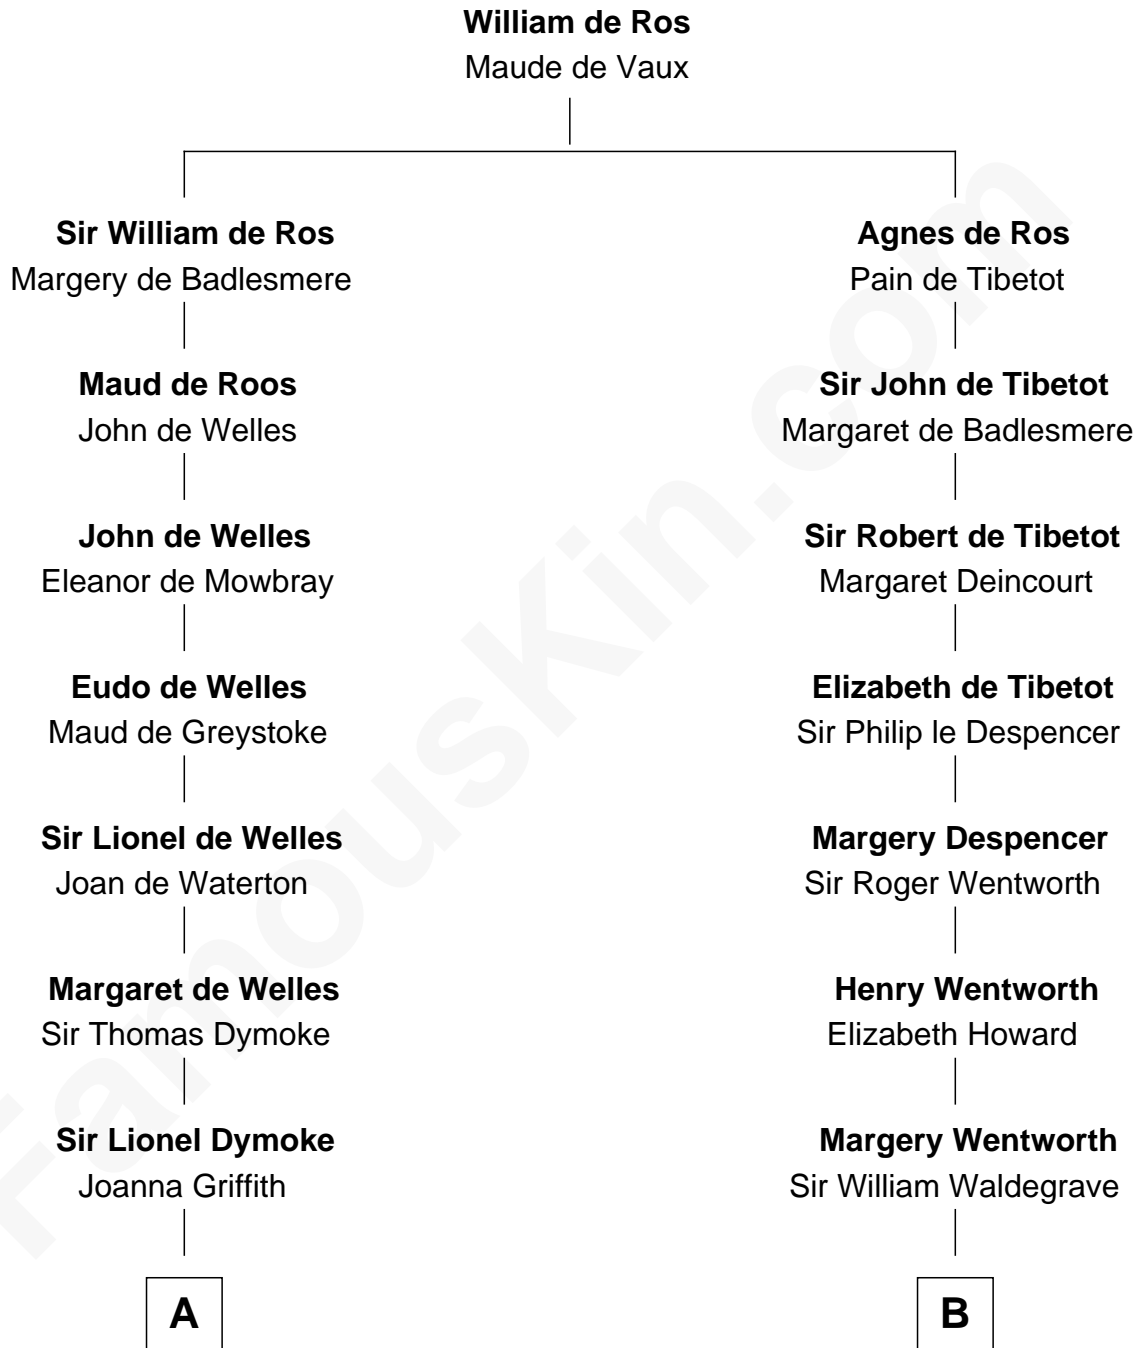 William de Ros
Maude de Vaux
Sir William de Ros
Margery de Badlesmere
Agnes de Ros
Pain de Tibetot
Maud de Roos
John de Welles
Sir John de Tibetot
Margaret de Badlesmere
John de Welles
Eleanor de Mowbray
Sir Robert de Tibetot
Margaret Deincourt
Eudo de Welles
Maud de Greystoke
Elizabeth de Tibetot
Sir Philip le Despencer
Sir Lionel de Welles
Joan de Waterton
Margery Despencer
Sir Roger Wentworth
Margaret de Welles
Sir Thomas Dymoke
Henry Wentworth
Elizabeth Howard
Sir Lionel Dymoke
Joanna Griffith
Margery Wentworth
Sir William Waldegrave
A
B
FamousKin.com